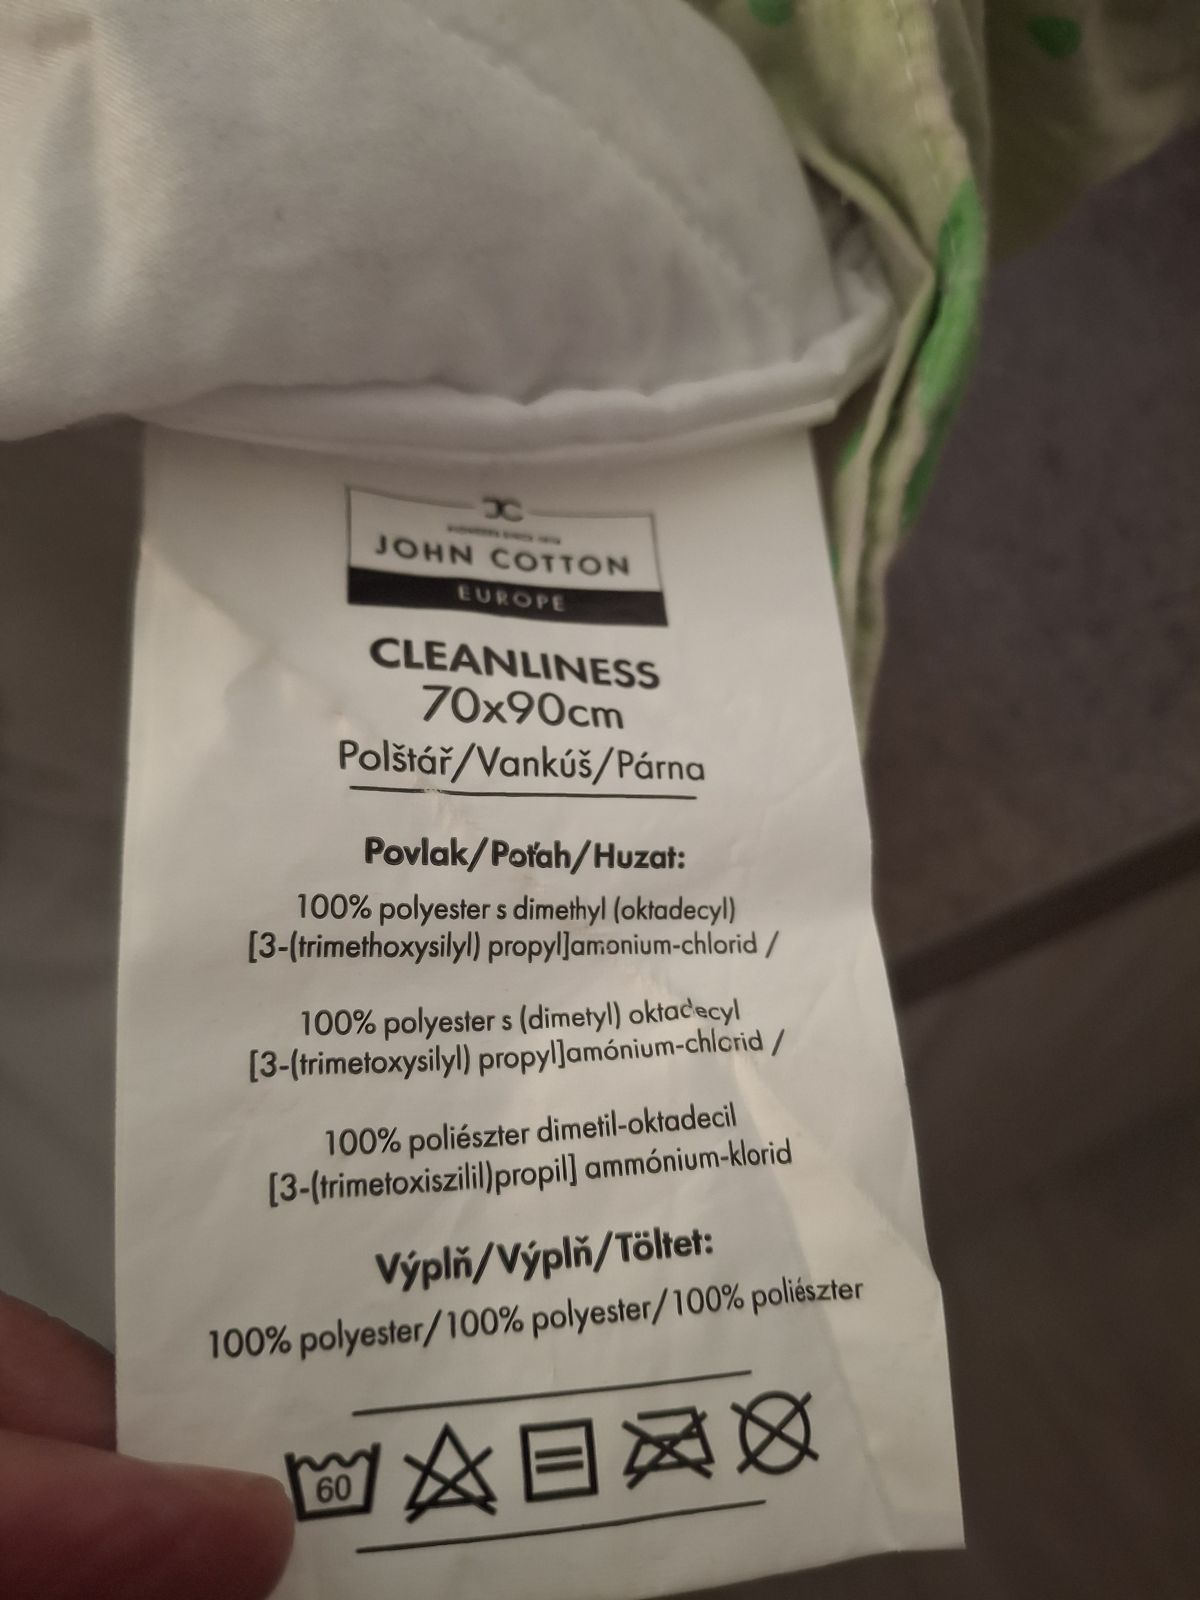 JOHN COTTON
EUROPE
CLEANLINESS
70x90cm
Polštář/Vankúš/Párna
Povlak/Poťah/Huzat:
100% polyester s dimethyl (oktadecyl)
[3-(trimethoxysilyl) propyl]amonium-chlorid /
100% polyester s (dimetyl) oktadecyl
[3-(trimetoxysilyl) propyl]amónium-chlorid /
100% poliészter dimetil-oktadecil
[3-(trimetoxiszilil)propil] ammónium-klorid
Výplň/Výplň/Töltet:
100% polyester/100% polyester/100% poliészter
60